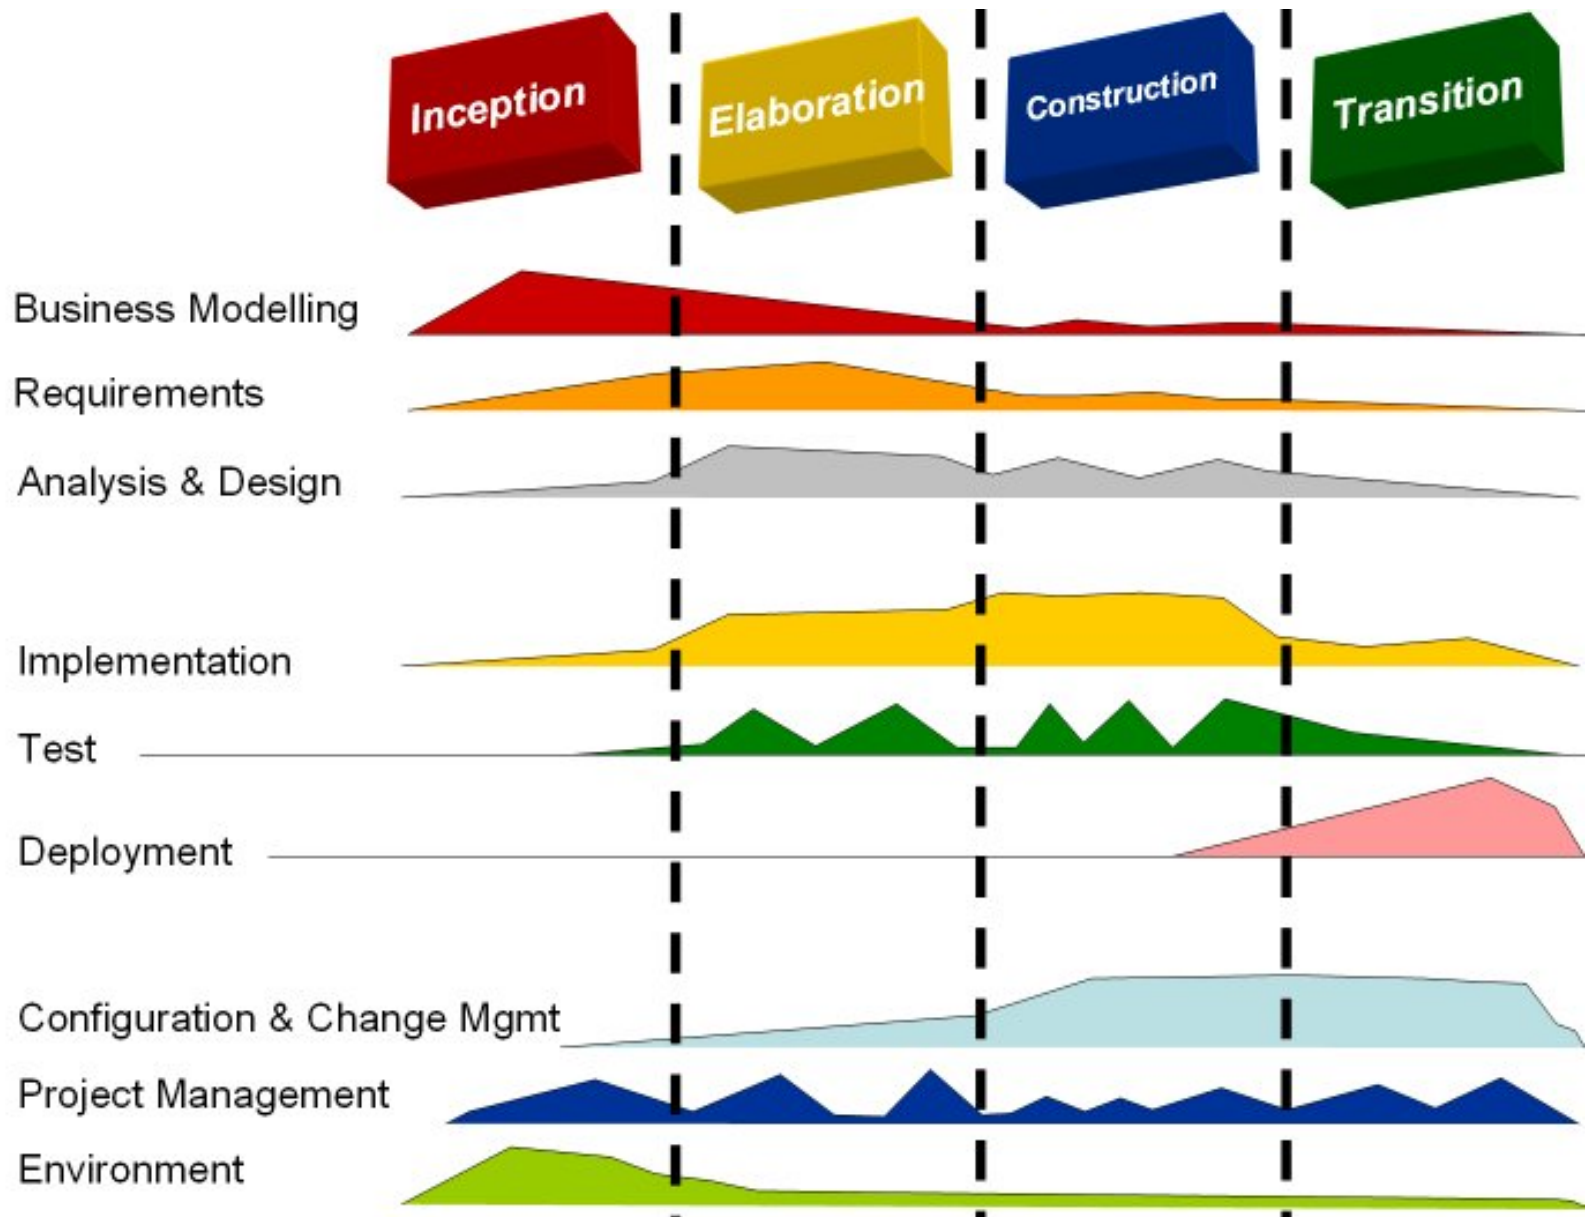 Inception
Elaboration
Construction
Transition
Business Modelling
Requirements
Analysis & Design
Implementation
Test
Deployment
Configuration & Change Mgmt
Project Management
Environment